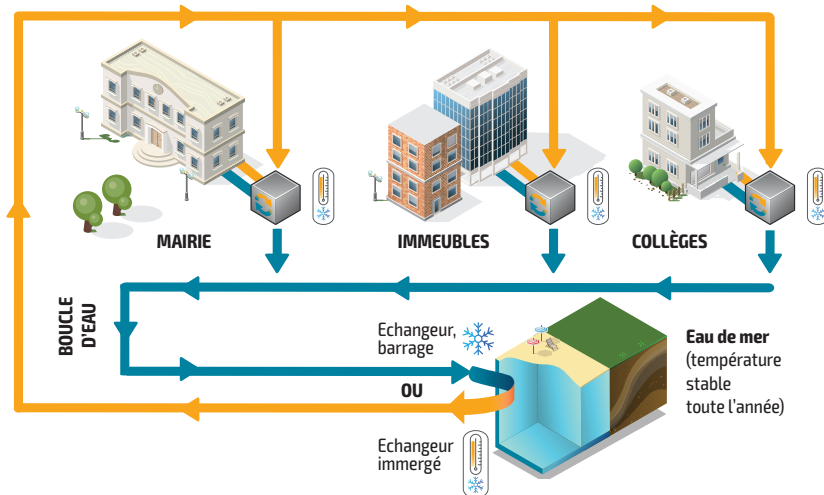 MAIRIE
IMMEUBLES
COLLÈGES
BOUCLE
D'EAU
Echangeur,
barrage
OU
Echangeur
immergé
Eau de mer
(température
stable
toute l'année)